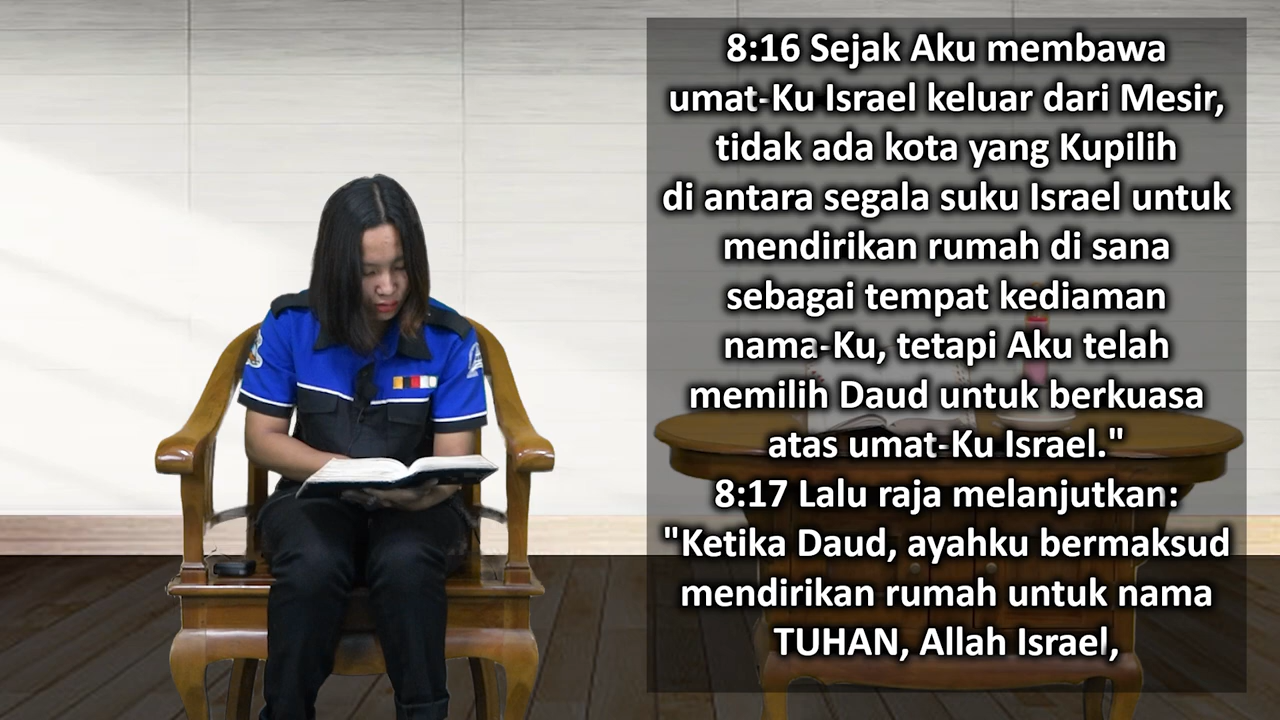 8:16 Sejak Aku membawa
umat-Ku Israel keluar dari Mesir,
tidak ada kota yang Kupilih
di antara segala suku Israel untuk
mendirikan rumah di sana
sebagai tempat kediaman
nama-Ku, tetapi Aku telah
memilih Daud untuk berkuasa
atas umat-Ku Israel."
8:17 Lalu raja melanjutkan:
"Ketika Daud, ayahku bermaksud
mendirikan rumah untuk nama
TUHAN, Allah Israel,